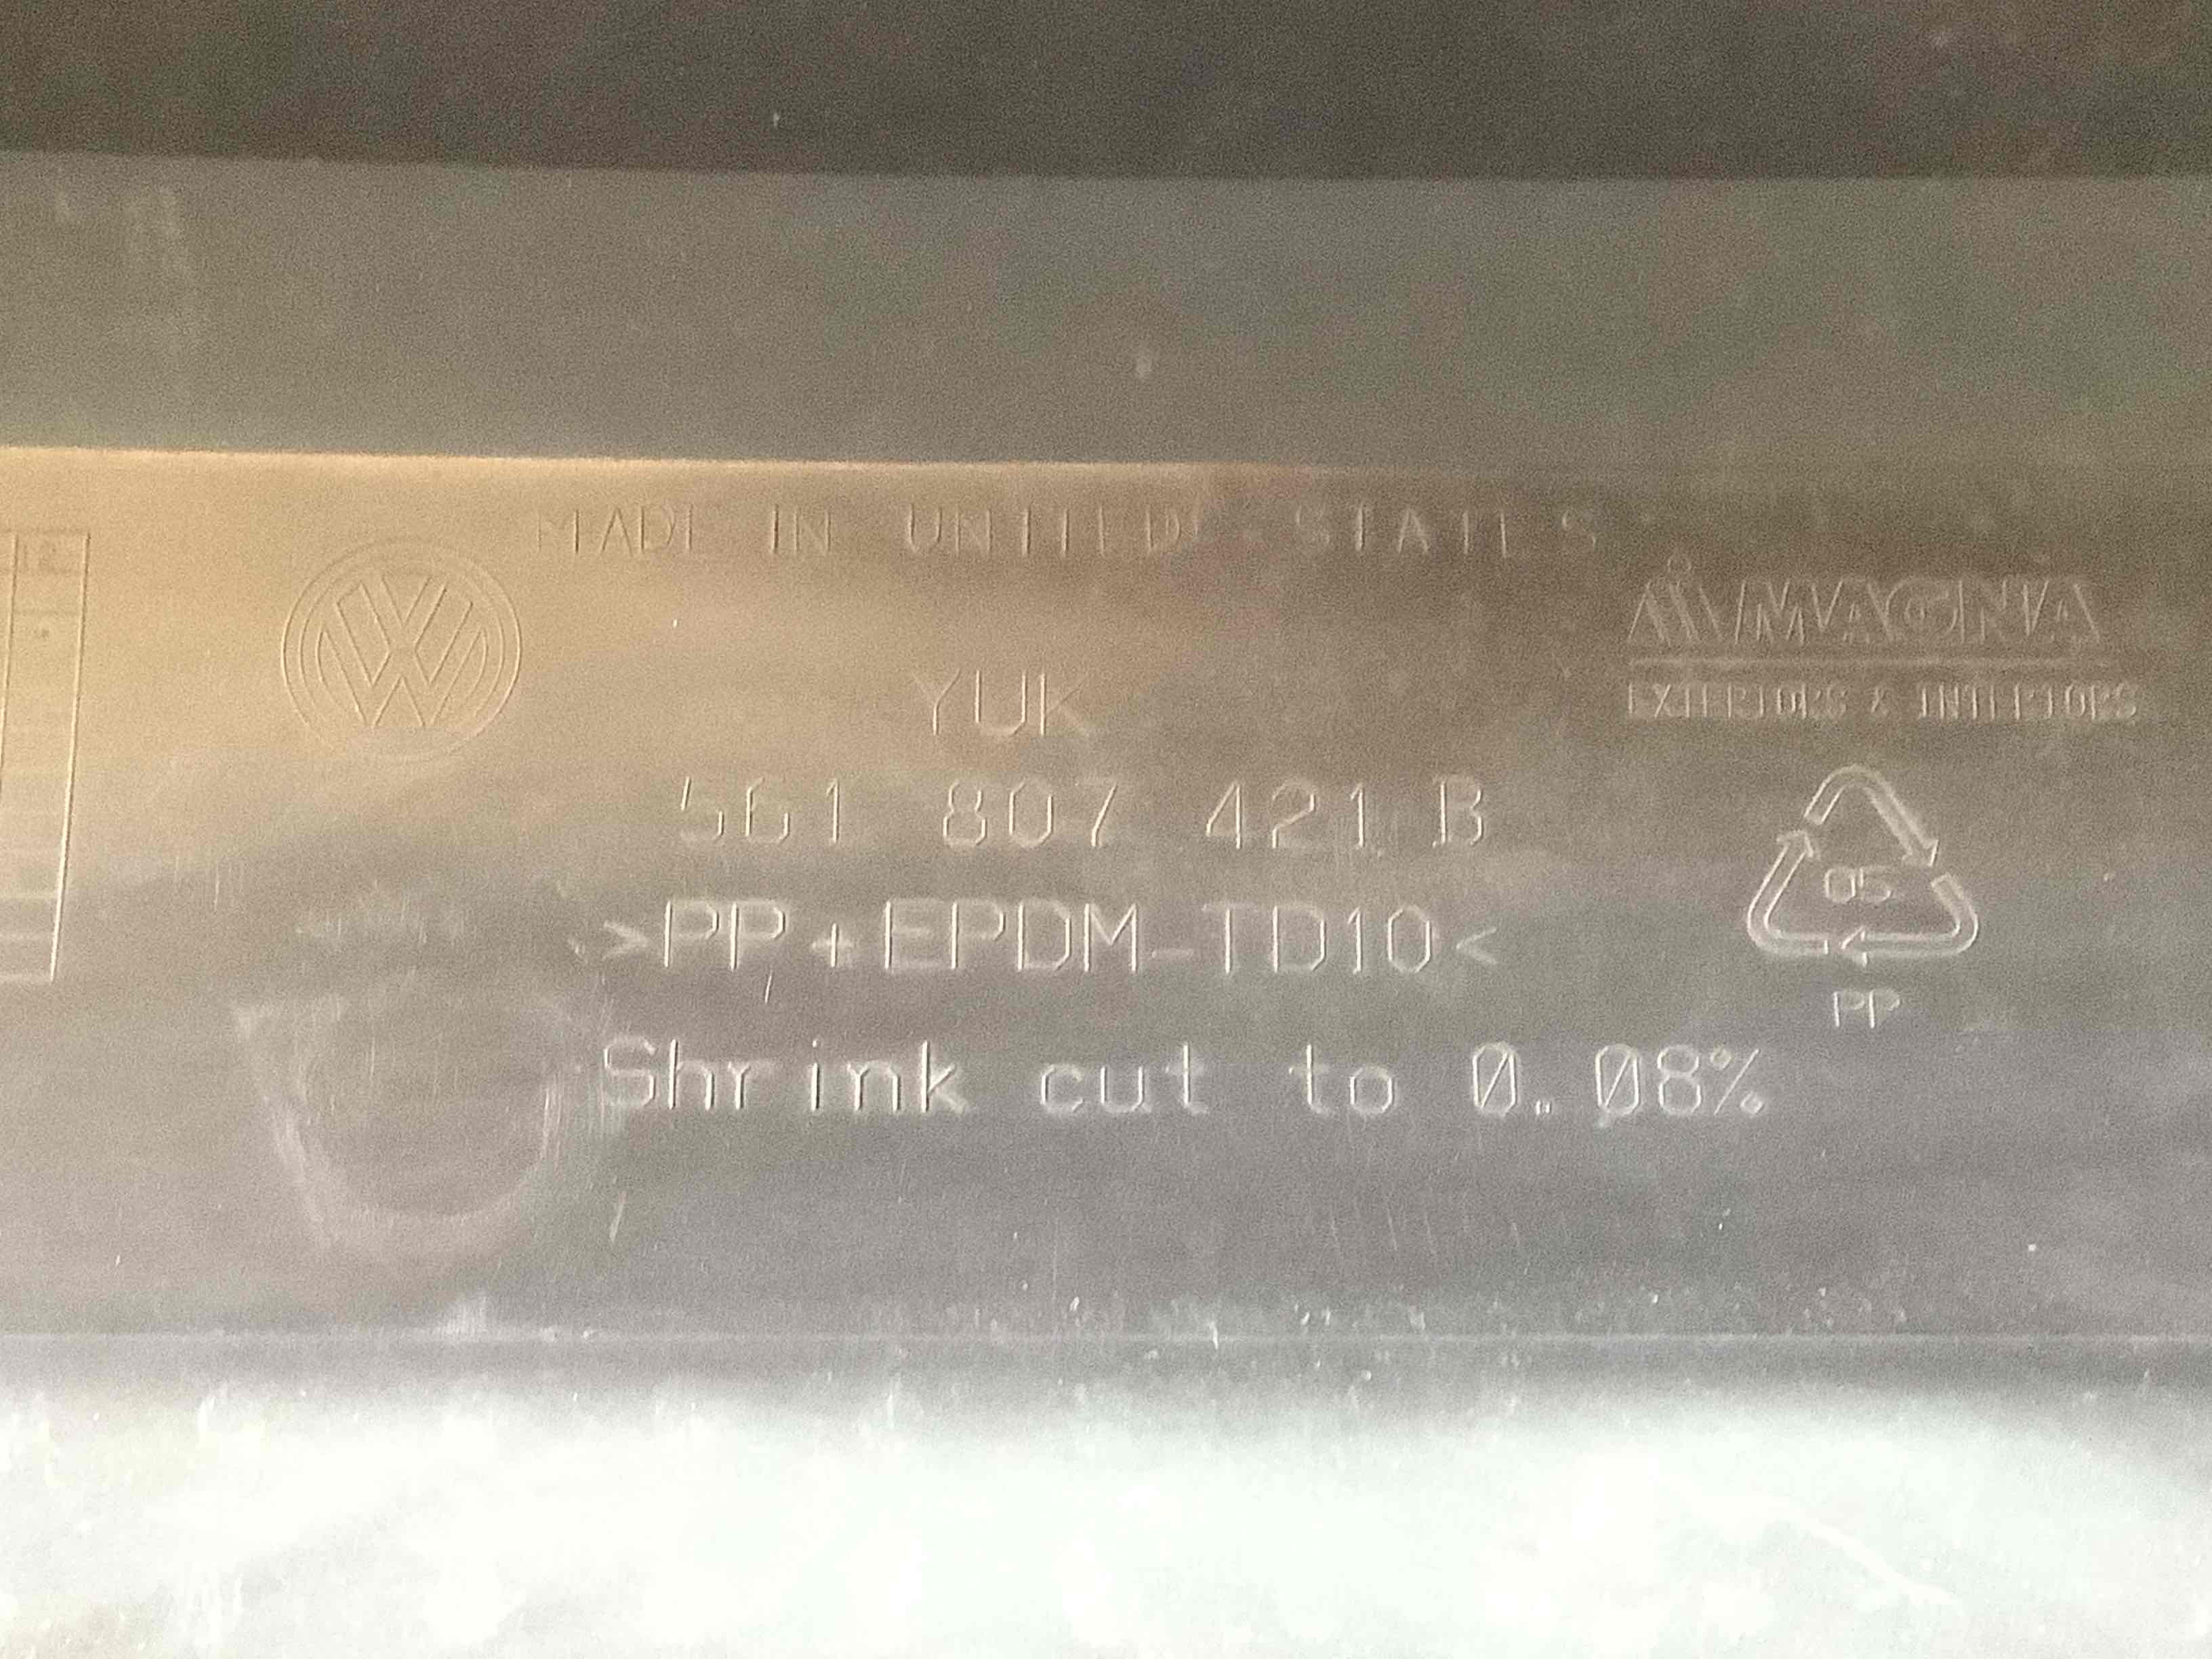 MADE IN UNITED STATES
VW
MAGNA
EXTERIORS & INTERIORS
YUK
561 807 421 B
>PP+EPDM-TD10<
05
PP
Shrink cut to 0.08%